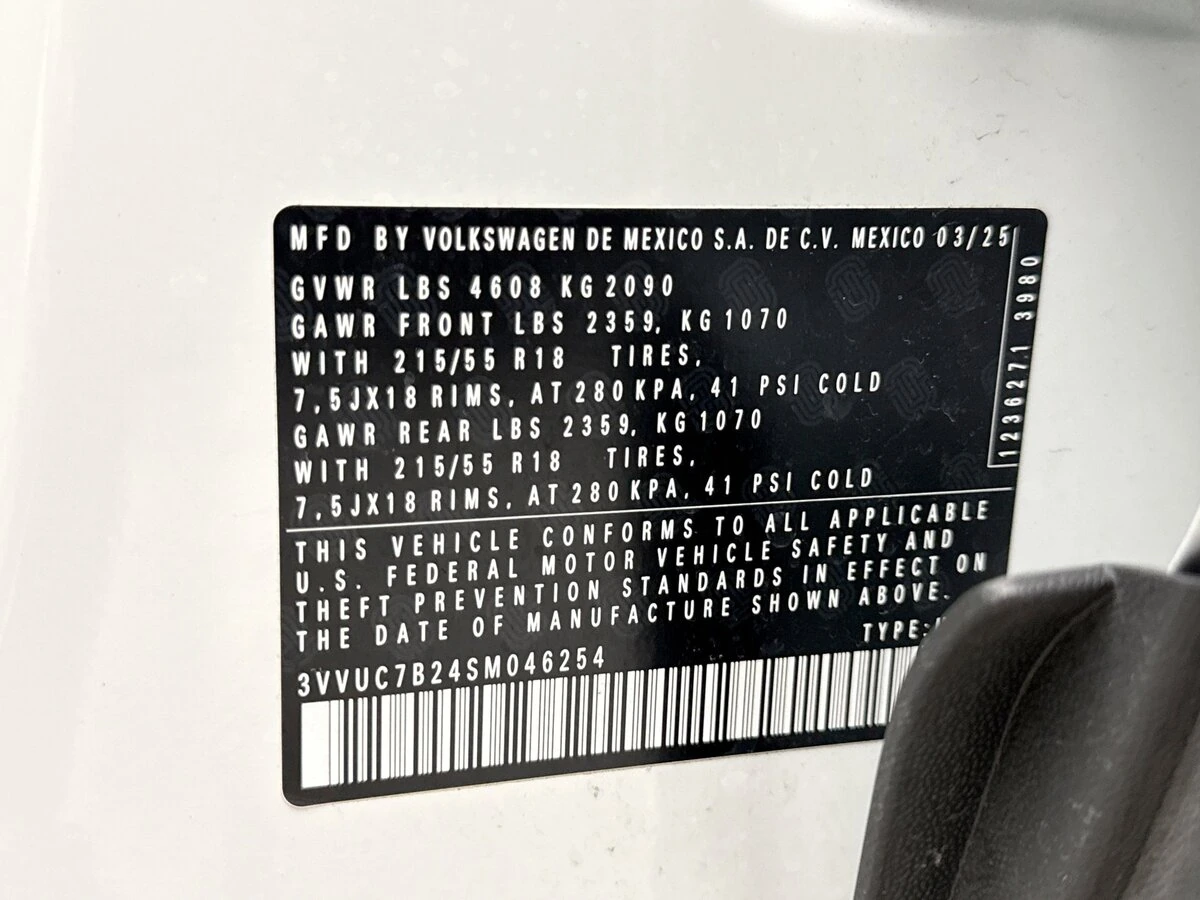 MFD BY VOLKSWAGEN DE MEXICO S.A. DE C.V. MEXICO 03/25
GVWR LBS 4608 KG 2090
GAWR FRONT LBS 2359, KG 1070
WITH 215/55 R18 TIRES,
7,5JX18 RIMS, AT 280 KPA, 41 PSI COLD
GAWR REAR LBS 2359, KG 1070
WITH 215/55 R18 TIRES,
7,5JX18 RIMS, AT 280 KPA, 41 PSI COLD
1236271 3980
THIS VEHICLE CONFORMS TO ALL APPLICABLE
U.S. FEDERAL MOTOR VEHICLE SAFETY AND
THEFT PREVENTION STANDARDS IN EFFECT ON
THE DATE OF MANUFACTURE SHOWN ABOVE.
TYPE:
3VVUC7B24SM046254